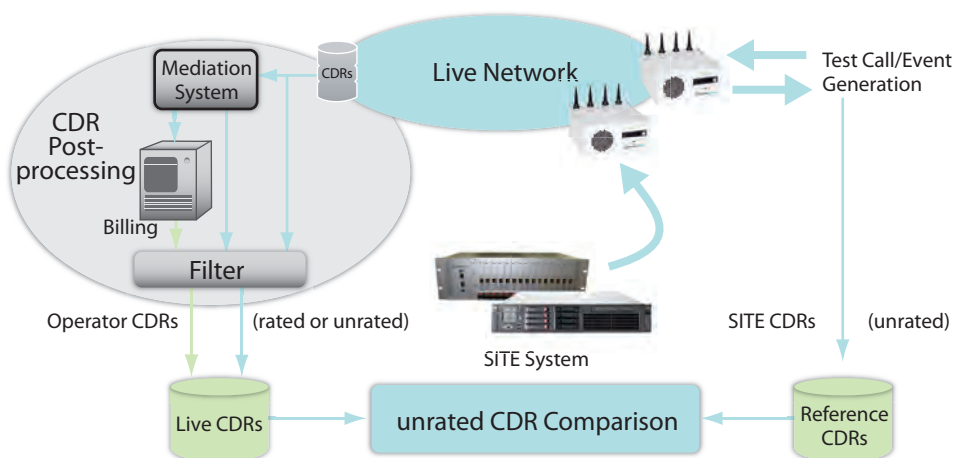 Mediation
System
CDRs
Live Network
Test Call/Event
Generation
CDR
Post-
processing
Billing
Filter
Operator CDRs
(rated or unrated)
SiTE System
SITE CDRs
(unrated)
Live CDRs
unrated CDR Comparison
Reference
CDRs